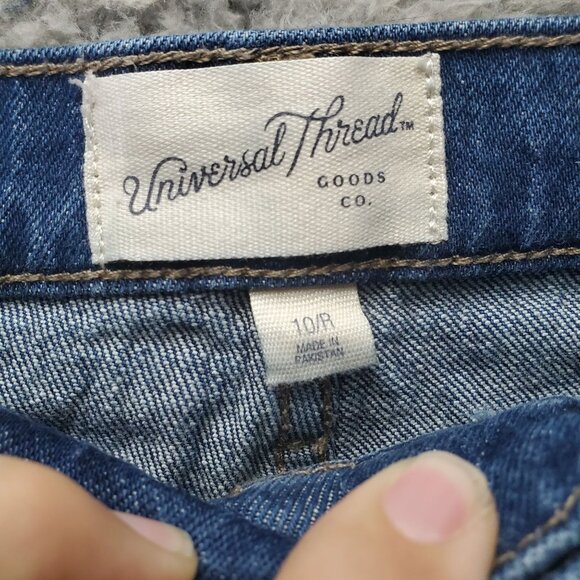 Universal Thread™
GOODS
CO.
10/R
MADE IN
PAKISTAN